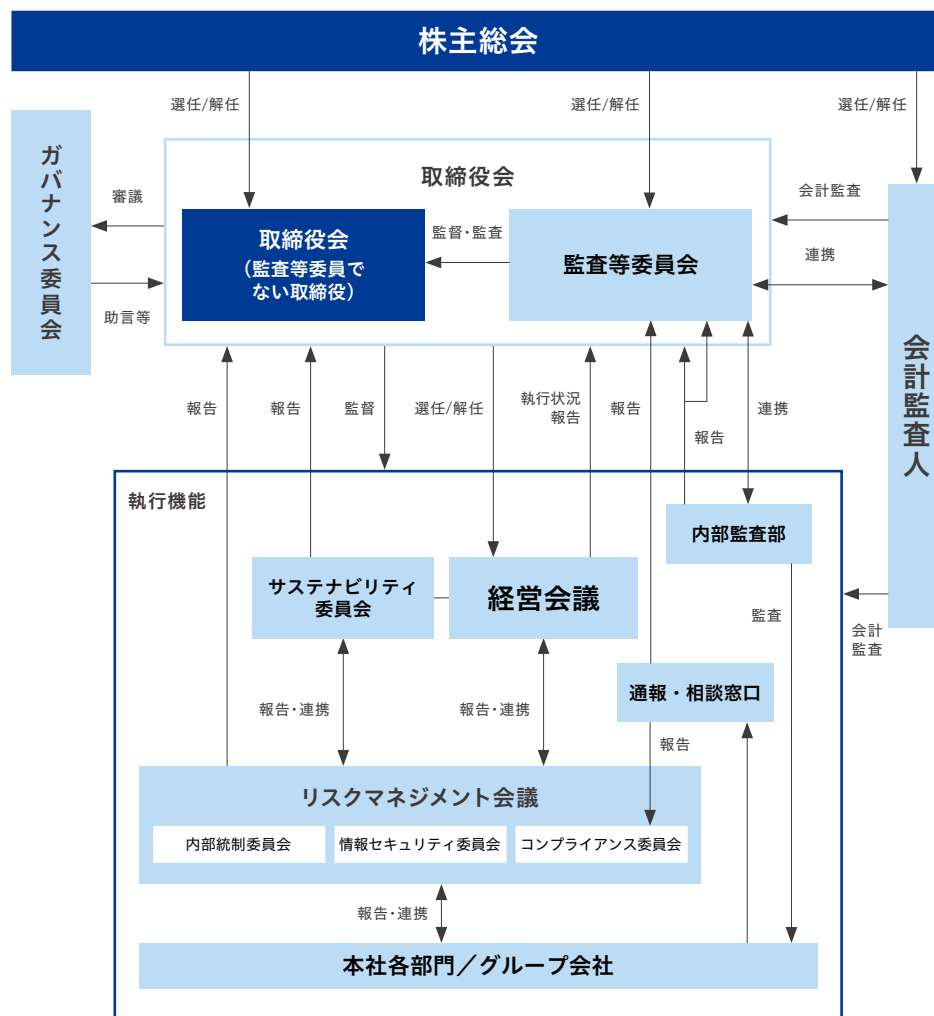 株主総会
選任/解任
選任/解任
選任/解任
ガバナンス委員会
審議
助言等
取締役会
取締役会
（監査等委員で
ない取締役）
監督・監査
監査等委員会
会計監査
連携
会計監査人
報告
報告
監督
選任/解任
執行状況
報告
報告
報告
連携
執行機能
内部監査部
サステナビリティ
委員会
経営会議
監査
会計
監査
通報・相談窓口
報告・連携
報告・連携
報告
リスクマネジメント会議
内部統制委員会
情報セキュリティ委員会
コンプライアンス委員会
報告・連携
本社各部門／グループ会社